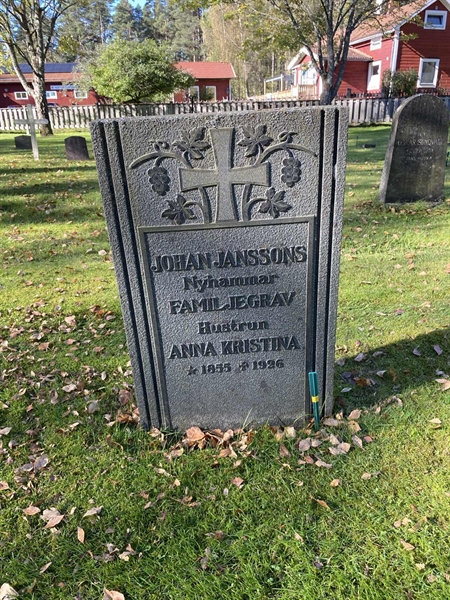 JOHAN JANSSONS
Nyhammar
FAMILJEGRAV
Hustrun
ANNA KRISTINA
* 1855 ✝ 1926